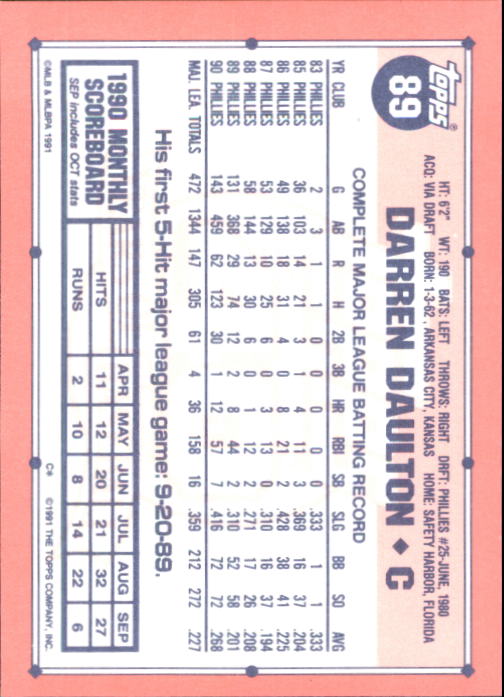 TOPPS®
89
HT: 6'2" WT: 190 BATS: LEFT THROWS: RIGHT DRFT: PHILLIES #25-JUNE, 1980
ACQ: VIA DRAFT BORN: 1-3-62, ARKANSAS CITY, KANSAS HOME: SAFETY HARBOR, FLORIDA
DARREN DAULTON ◆ C
COMPLETE MAJOR LEAGUE BATTING RECORD
YR CLUB G AB R H 2B 3B HR RBI SB SLG BB SO AVG
83 PHILLIES 2 3 1 1 0 0 0 0 0 .333 1 1 .333
85 PHILLIES 36 103 14 21 3 1 4 11 3 .369 16 37 .204
86 PHILLIES 49 138 18 31 4 0 8 21 2 .428 38 41 .225
87 PHILLIES 53 129 10 25 6 0 3 13 0 .310 16 37 .194
88 PHILLIES 58 144 13 30 6 0 1 12 2 .271 17 26 .208
89 PHILLIES 131 368 29 74 12 2 8 44 2 .310 52 58 .201
90 PHILLIES 143 459 62 123 30 1 12 57 7 .416 72 72 .268
MAJ. LEA. TOTALS 472 1344 147 305 61 4 36 158 16 .359 212 272 .227
His first 5-Hit major league game: 9-20-89.
1990 MONTHLY
SCOREBOARD
SEP includes OCT stats
APR MAY JUN JUL AUG SEP
HITS 11 12 20 21 32 27
RUNS 2 10 8 14 22 6
©MLB & MLBPA 1991
C* ©1991 THE TOPPS COMPANY, INC.